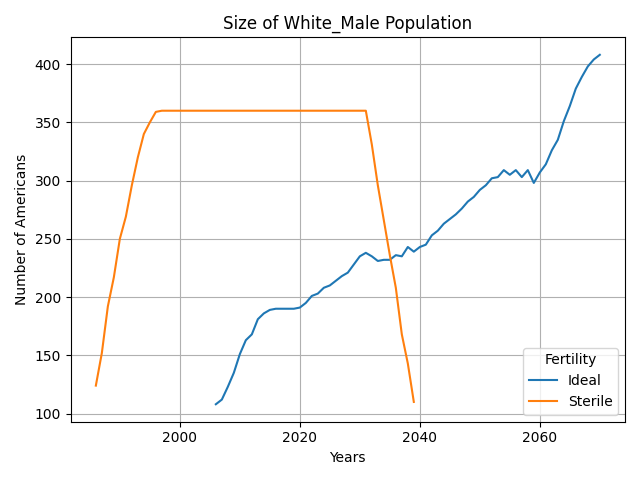 Size of White_Male Population
Number of Americans
400
350
300
250
200
150
100
2000 2020 2040 2060
Years
Fertility
Ideal
Sterile